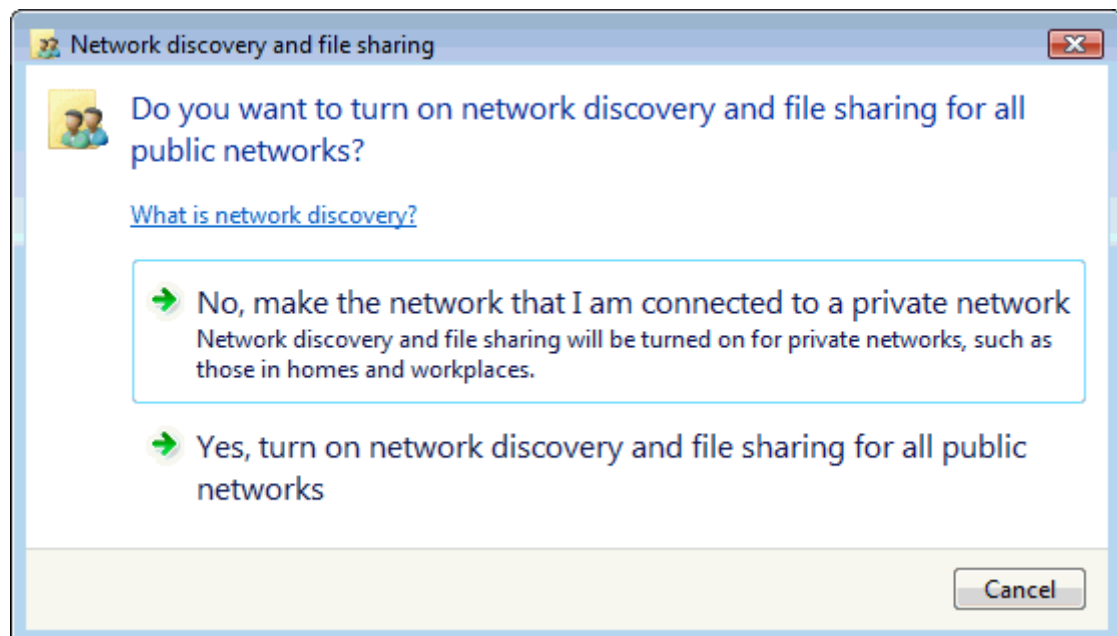 Network discovery and file sharing
Do you want to turn on network discovery and file sharing for all
public networks?
What is network discovery?
No, make the network that I am connected to a private network
Network discovery and file sharing will be turned on for private networks, such as
those in homes and workplaces.
Yes, turn on network discovery and file sharing for all public
networks
Cancel